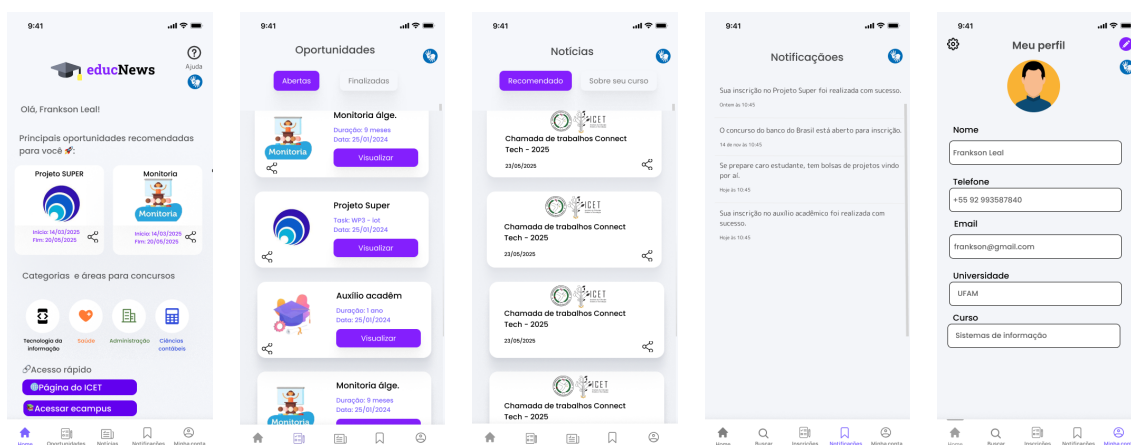 9:41
educNews
Ajuda
Olá, Frankson Leal!
Principais oportunidades recomendadas
para você 🚀:
Projeto SUPER
Início: 14/03/2025
Fim: 20/05/2025
Monitoria
Monitoria
Início: 14/03/2025
Fim: 20/05/2025
Categorias e áreas para concursos
Tecnologia da
informação
Saúde
Administração
Ciências
contábeis
Acesso rápido
Página do ICET
Acessar ecampus
Home
Oportunidades
Notícias
Notificações
Minha conta
9:41
Oportunidades
Abertas
Finalizadas
Monitoria álge.
Duração: 9 meses
Data: 25/01/2024
Monitoria
Visualizar
Projeto Super
Task: WP3 - iot
Data: 25/01/2024
Visualizar
Auxílio acadêm
Duração: 1 ano
Data: 25/01/2024
Visualizar
Monitoria álge.
Duração: 9 meses
Data: 25/01/2024
Monitoria
9:41
Notícias
Recomendado
Sobre seu curso
ICET
Chamada de trabalhos Connect
Tech - 2025
23/05/2025
ICET
Chamada de trabalhos Connect
Tech - 2025
23/05/2025
ICET
Chamada de trabalhos Connect
Tech - 2025
23/05/2025
ICET
Chamada de trabalhos Connect
Tech - 2025
9:41
Notificaçãoes
Sua inscrição no Projeto Super foi realizada com sucesso.
Ontem às 10:45
O concurso do banco do Brasil está aberto para inscrição.
14 de nov às 10:45
Se prepare caro estudante, tem bolsas de projetos vindo
por aí.
Hoje às 10:45
Sua inscrição no auxílio acadêmico foi realizada com
sucesso.
Hoje às 10:45
Home
Buscar
Inscrições
Notificações
Minha conta
9:41
Meu perfil
Nome
Frankson Leal
Telefone
+55 92 993587840
Email
frankson@gmail.com
Universidade
UFAM
Curso
Sistemas de informação
Home
Buscar
Inscrições
Notificações
Minha conta